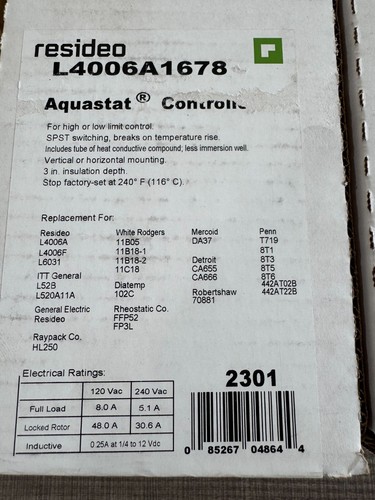 resideo
L4006A1678
Aquastat ® Controlle
For high or low limit control.
SPST switching, breaks on temperature rise.
Includes tube of heat conductive compound; less immersion well.
Vertical or horizontal mounting.
3 in. insulation depth.
Stop factory-set at 240° F (116° C).
Replacement For:
Resideo
L4006A
L4006F
L6031
ITT General
L52B
L520A11A
General Electric
Resideo
Raypack Co.
HL250
White Rodgers
11B05
11B18-1
11B18-2
11C18
Diatemp
102C
Rheostatic Co.
FFP52
FP3L
Mercoid
DA37
Detroit
CA655
CA666
Robertshaw
70881
Penn
T719
8T1
8T3
8T5
8T6
442AT02B
442AT22B
Electrical Ratings:
120 Vac 240 Vac
Full Load 8.0 A 5.1 A
Locked Rotor 48.0 A 30.6 A
Inductive 0.25A at 1/4 to 12 Vdc
2301
0 85267 04864 4